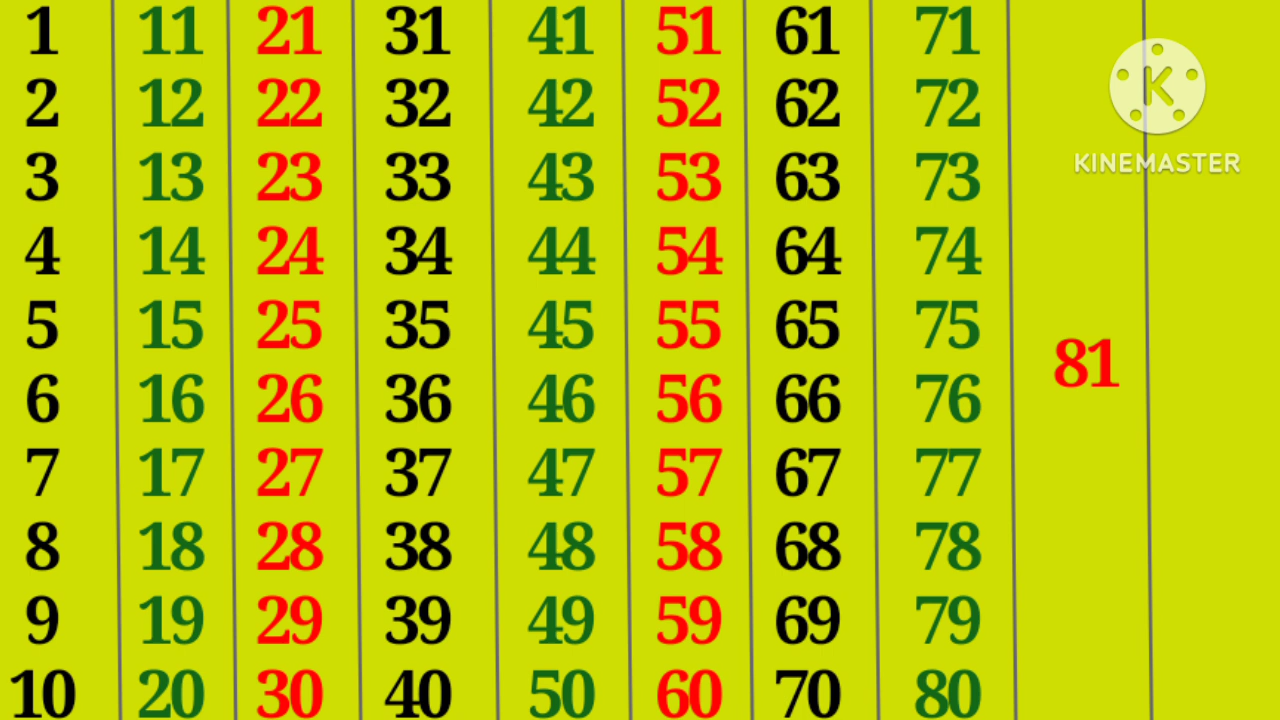 1 11 21 31 41 51 61 71
2 12 22 32 42 52 62 72
3 13 23 33 43 53 63 73
4 14 24 34 44 54 64 74
5 15 25 35 45 55 65 75
6 16 26 36 46 56 66 76
7 17 27 37 47 57 67 77
8 18 28 38 48 58 68 78
9 19 29 39 49 59 69 79
10 20 30 40 50 60 70 80
81
K
KINEMASTER